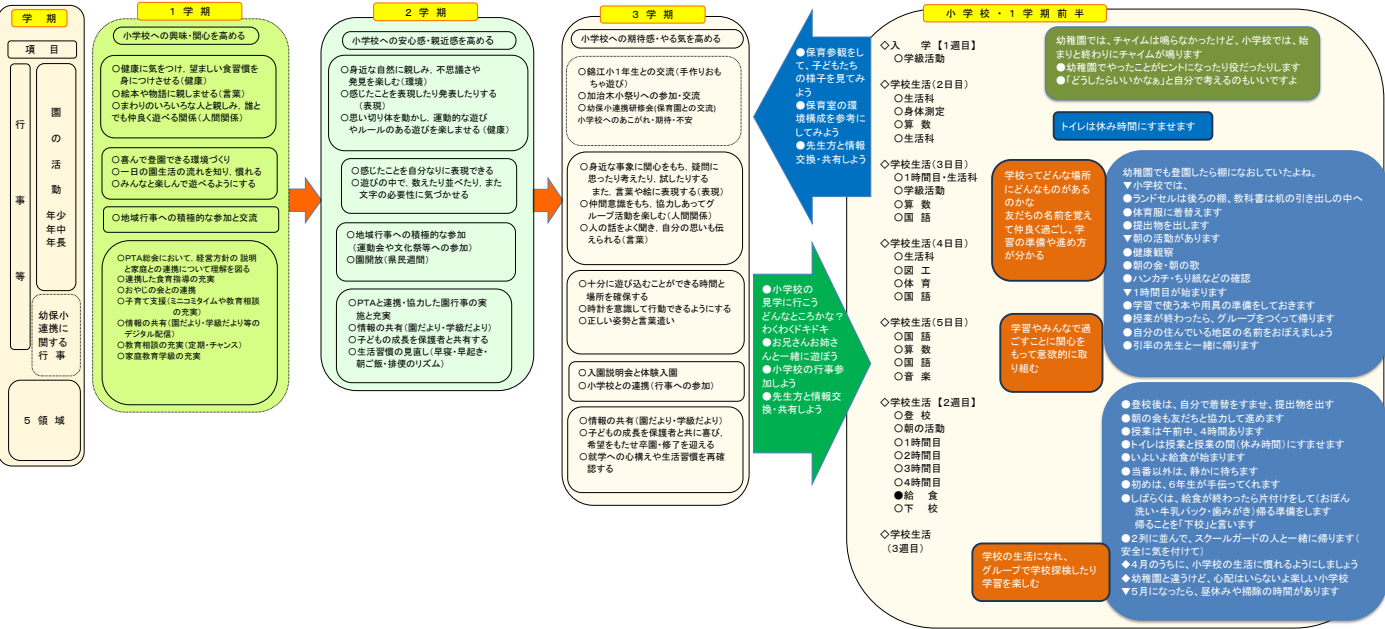 学 期
項 目
行 事 等
園 の 活 動
年少
年中
年長
幼保小
連携に
関する
行 事
5 領 域
1 学 期
小学校への興味・関心を高める
○健康に気をつけ、望ましい食習慣を
身につけさせる(健康)
○絵本や物語に親しませる(言葉)
○まわりのいろいろな人と親しみ、誰と
でも仲良く遊べる関係(人間関係)
○喜んで登園できる環境づくり
○一日の園生活の流れを知り、慣れる
○みんなと楽しんで遊べるようにする
○地域行事への積極的な参加と交流
○PTA総会において、経営方針の 説明
と家庭との連携について理解を図る
○連携した食育指導の充実
○おやじの会との連携
○子育て支援(ミニコミタイムや教育相談
の充実)
○情報の共有(園だより・学級だより等の
デジタル配信)
○教育相談の充実(定期・チャンス)
○家庭教育学級の充実
2 学 期
小学校への安心感・親近感を高める
○身近な自然に親しみ、不思議さや
発見を楽しむ(環境)
○感じたことを表現したり発表したりする
(表現)
○思い切り体を動かし、運動的な遊び
やルールのある遊びを楽しませる(健康)
○感じたことを自分なりに表現できる
○遊びの中で、数えたり並べたり、また
文字の必要性に気づかせる
○地域行事への積極的な参加
(運動会や文化祭等への参加)
○園開放(県民週間)
○PTAと連携・協力した園行事の実
施と充実
○情報の共有(園だより・学級だより)
○子どもの成長を保護者と共有する
○生活習慣の見直し(早寝・早起き・
朝ご飯・排便のリズム)
3 学 期
小学校への期待感・やる気を高める
○錦江小1年生との交流(手作りおも
ちゃ遊び)
○加治木小祭りへの参加・交流
○幼保小連携研修会(保育園との交流)
小学校へのあこがれ・期待・不安
○身近な事象に関心をもち、疑問に
思ったり考えたり、試したりする
また、言葉や絵に表現する(表現)
○仲間意識をもち、協力しあってグ
ループ活動を楽しむ(人間関係)
○人の話をよく聞き、自分の思いも伝
えられる(言葉)
○十分に遊び込むことができる時間と
場所を確保する
○時計を意識して行動できるようにする
○正しい姿勢と言葉遣い
○入園説明会と体験入園
○小学校との連携(行事への参加)
○情報の共有(園だより・学級だより)
○子どもの成長を保護者と共に喜び、
希望をもたせ卒園・修了を迎える
○就学への心構えや生活習慣を再確
認する
●保育参観をし
て、子どもたち
の様子を見てみ
よう
●保育室の環
境構成を参考に
してみよう
●先生方と情報
交換・共有しよう
●小学校の
見学に行こう
どんなところかな?
わくわくドキドキ
●お兄さんお姉さ
んと一緒に遊ぼう
●小学校の行事参
加しよう
●先生方と情報交
換・共有しよう
小 学 校 ・ 1 学 期 前 半
◇入 学【1週目】
○学級活動
◇学校生活(2日目)
○生活科
○身体測定
○算 数
○生活科
◇学校生活(3日目)
○1時間目・生活科
○学級活動
○算 数
○国 語
◇学校生活(4日目)
○生活科
○図 工
○体 育
○国 語
◇学校生活(5日目)
○国 語
○算 数
○国 語
○音 楽
◇学校生活 【2週目】
○登 校
○朝の活動
○1時間目
○2時間目
○3時間目
○4時間目
●給 食
○下 校
◇学校生活
(3週目)
幼稚園では、チャイムは鳴らなかったけど、小学校では、始
まりと終わりにチャイムが鳴ります
●幼稚園でやったことがヒントになったり役だったりします
●「どうしたらいいかなぁ」と自分で考えるのもいいですよ
トイレは休み時間にすませます
学校ってどんな場所
にどんなものがある
のかな
友だちの名前を覚え
て仲良く過ごし、学
習の準備や進め方
が分かる
幼稚園でも登園したら棚になおしていたよね。
▼小学校では、
●ランドセルは後ろの棚、教科書は机の引き出しの中へ
●体育服に着替えます
●提出物を出します
▼朝の活動があります
●健康観察
●朝の会・朝の歌
●ハンカチ・ちり紙などの確認
▼1時間目が始まります
●学習で使う本や用具の準備をしておきます
●授業が終わったら、グループをつくって帰ります
●自分の住んでいる地区の名前をおぼえましょう
●引率の先生と一緒に帰ります
学習やみんなで過
ごすことに関心を
もって意欲的に取
り組む
●登校後は、自分で着替をすませ、提出物を出す
●朝の会も友だちと協力して進めます
●授業は午前中、4時間あります
●トイレは授業と授業の間(休み時間)にすませます
●いよいよ給食が始まります
●当番以外は、静かに待ちます
●初めは、6年生が手伝ってくれます
●しばらくは、給食が終わったら片付けをして(おぼん
洗い・牛乳パック・歯みがき)帰る準備をします
帰ることを「下校」と言います
●2列に並んで、スクールガードの人と一緒に帰ります(
安全に気を付けて)
◆4月のうちに、小学校の生活に慣れるようにしましょう
◆幼稚園と違うけど、心配はいらないよ楽しい小学校
▼5月になったら、昼休みや掃除の時間があります
学校の生活になれ、
グループで学校探検したり
学習を楽しむ